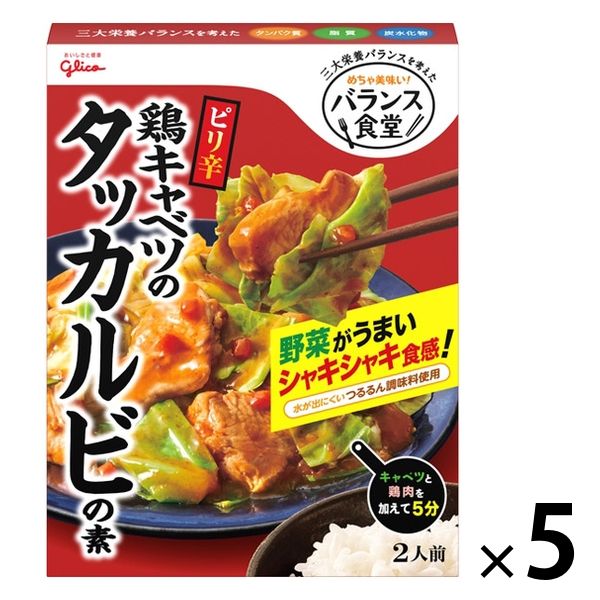 三大栄養バランスを考えた
タンパク質
脂質
炭水化物
おいしさと健康
glico
三大栄養バランスを考えた
めちゃ美味い!
バランス
食堂
ピリ辛
鶏キャベツの
タッカルビの素
野菜がうまい
シャキシャキ食感!
水が出にくいつるるん調味料使用
キャベツと
鶏肉を
加えて5分
2人前
×5